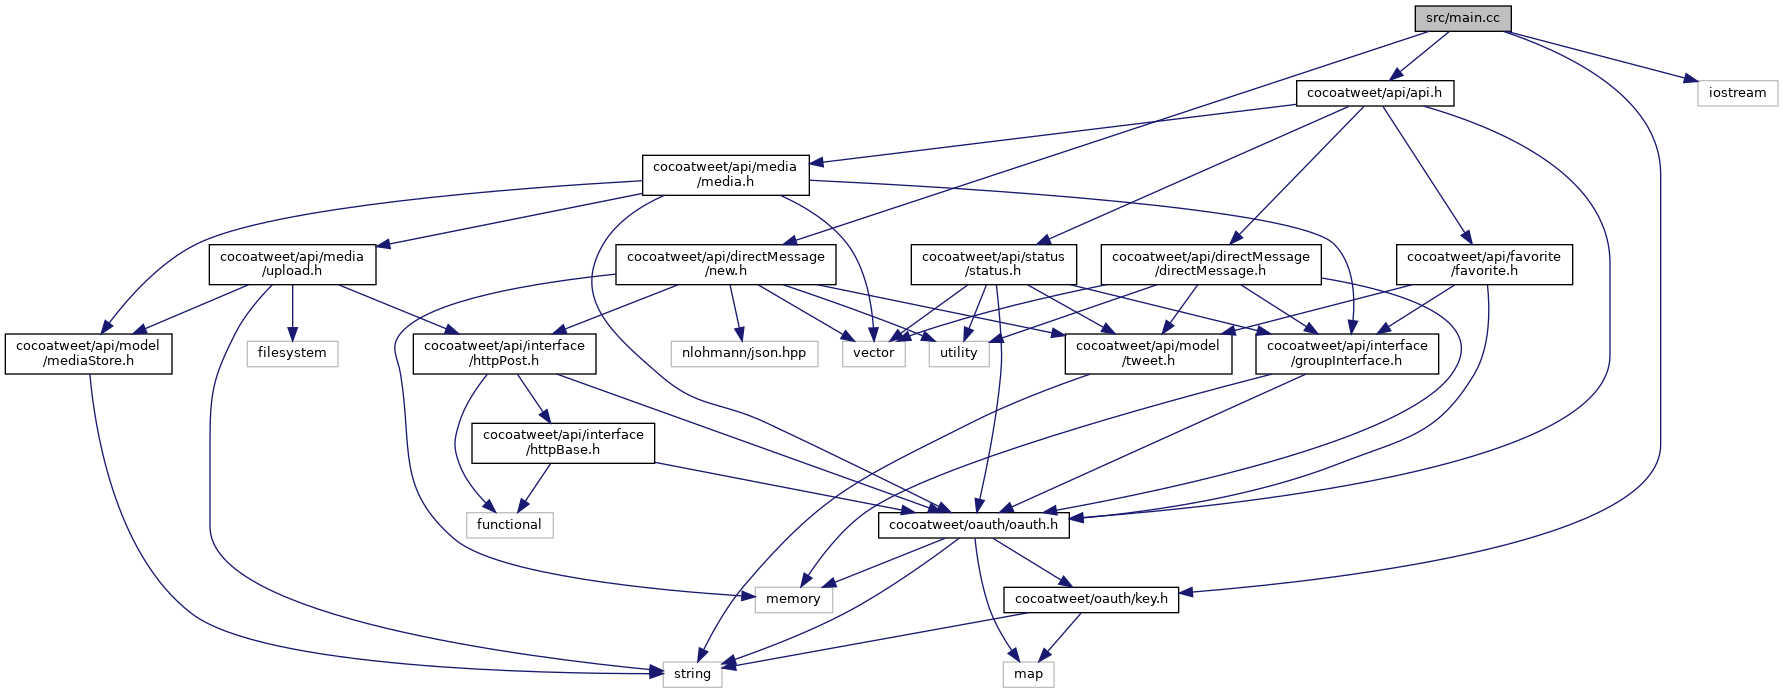 src/main.cc
cocoatweet/api/api.h
iostream
cocoatweet/api/media
/media.h
cocoatweet/api/media
/upload.h
cocoatweet/api/directMessage
/new.h
cocoatweet/api/status
/status.h
cocoatweet/api/directMessage
/directMessage.h
cocoatweet/api/favorite
/favorite.h
cocoatweet/api/model
/mediaStore.h
filesystem
cocoatweet/api/interface
/httpPost.h
nlohmann/json.hpp
vector
utility
cocoatweet/api/model
/tweet.h
cocoatweet/api/interface
/groupInterface.h
cocoatweet/api/interface
/httpBase.h
functional
cocoatweet/oauth/oauth.h
memory
cocoatweet/oauth/key.h
string
map